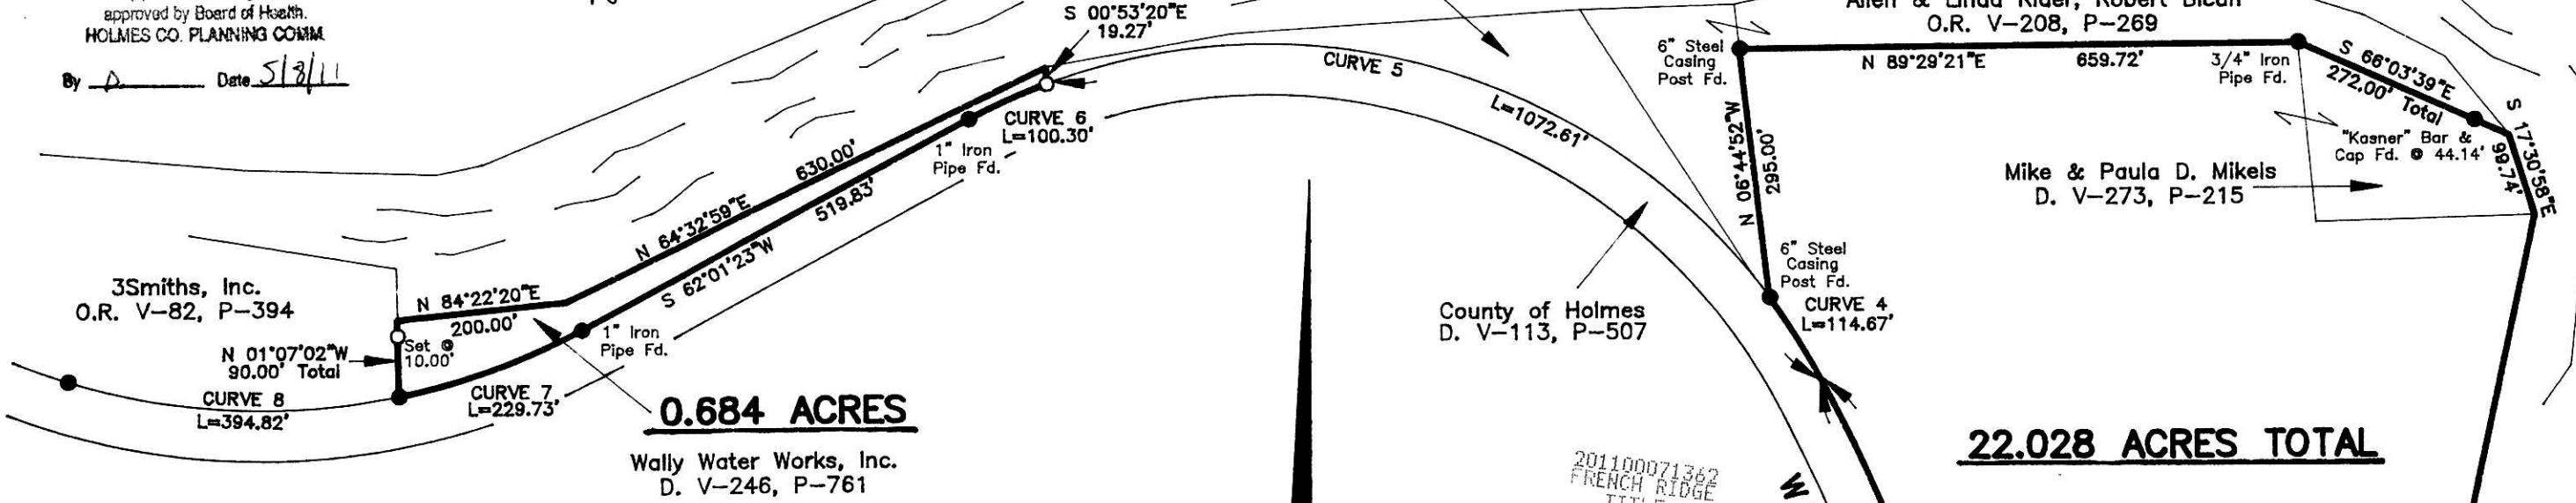 approved by Board of Health.
HOLMES CO. PLANNING COMM.
By D. Date 5/8/11
S 00°53'20"E
19.27'
CURVE 5
L=1072.61'
CURVE 6
L=100.30'
1" Iron
Pipe Fd.
630.00'
N 64°32'59"E
519.83'
S 62°01'23"W
N 84°22'20"E
200.00'
3Smiths, Inc.
O.R. V-82, P-394
Set @
10.00'
N 01°07'02"W
90.00' Total
1" Iron
Pipe Fd.
CURVE 8
L=394.82'
CURVE 7
L=229.73'
0.684 ACRES
Wally Water Works, Inc.
D. V-246, P-761
Allen & Linda Rider, Robert Bican
O.R. V-208, P-269
6" Steel
Casing
Post Fd.
N 89°29'21"E 659.72'
3/4" Iron
Pipe Fd.
S 66°03'39"E
272.00' Total
S 17°30'58"E
99.74'
"Kasner" Bar &
Cap Fd. @ 44.14'
N 06°44'52"W
295.00'
Mike & Paula D. Mikels
D. V-273, P-215
6" Steel
Casing
Post Fd.
CURVE 4
L=114.67'
County of Holmes
D. V-113, P-507
22.028 ACRES TOTAL
201100071362
FRENCH RIDGE
TITLE
W